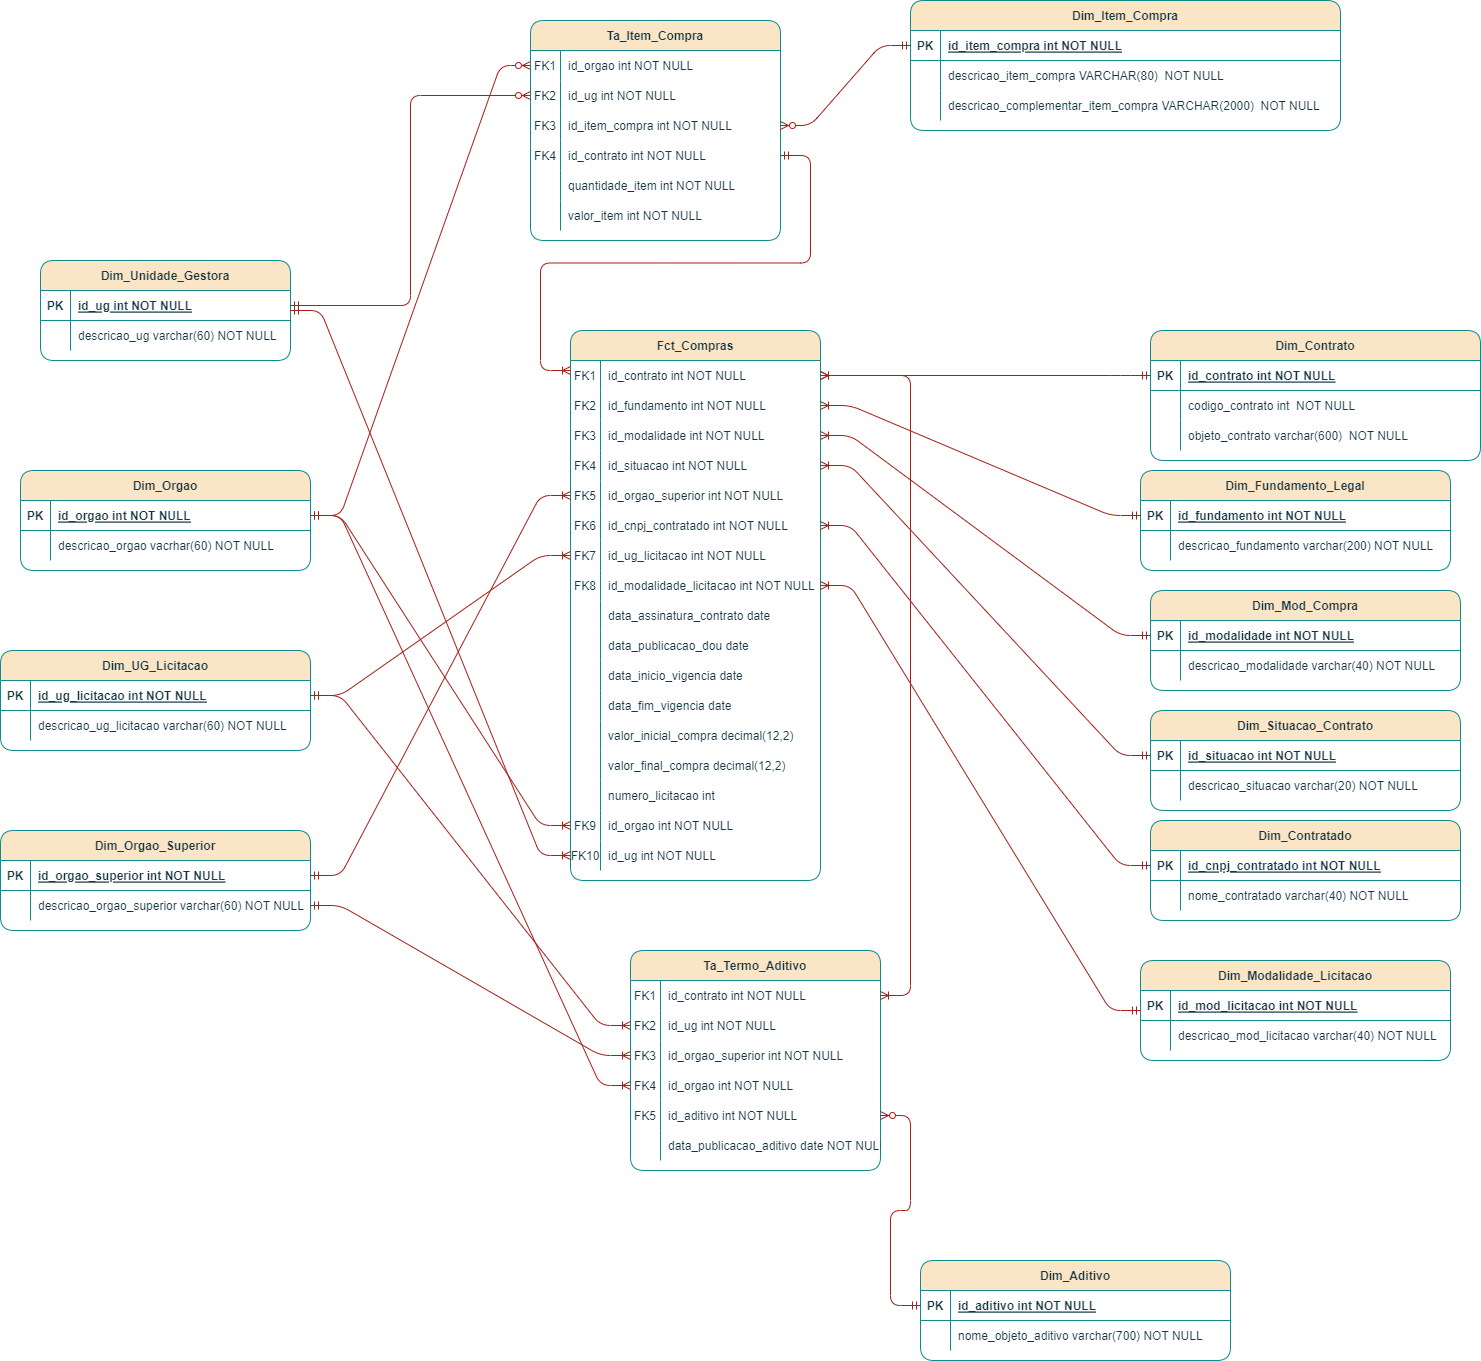 Ta_Item_Compra
FK1 id_orgao int NOT NULL
FK2 id_ug int NOT NULL
FK3 id_item_compra int NOT NULL
FK4 id_contrato int NOT NULL
quantidade_item int NOT NULL
valor_item int NOT NULL
Dim_Item_Compra
PK id_item_compra int NOT NULL
descricao_item_compra VARCHAR(80) NOT NULL
descricao_complementar_item_compra VARCHAR(2000) NOT NULL
Dim_Unidade_Gestora
PK id_ug int NOT NULL
descricao_ug varchar(60) NOT NULL
Dim_Orgao
PK id_orgao int NOT NULL
descricao_orgao vacrhar(60) NOT NULL
Dim_UG_Licitacao
PK id_ug_licitacao int NOT NULL
descricao_ug_licitacao varchar(60) NOT NULL
Dim_Orgao_Superior
PK id_orgao_superior int NOT NULL
descricao_orgao_superior varchar(60) NOT NULL
Fct_Compras
FK1 id_contrato int NOT NULL
FK2 id_fundamento int NOT NULL
FK3 id_modalidade int NOT NULL
FK4 id_situacao int NOT NULL
FK5 id_orgao_superior int NOT NULL
FK6 id_cnpj_contratado int NOT NULL
FK7 id_ug_licitacao int NOT NULL
FK8 id_modalidade_licitacao int NOT NULL
data_assinatura_contrato date
data_publicacao_dou date
data_inicio_vigencia date
data_fim_vigencia date
valor_inicial_compra decimal(12,2)
valor_final_compra decimal(12,2)
numero_licitacao int
FK9 id_orgao int NOT NULL
FK10 id_ug int NOT NULL
Dim_Contrato
PK id_contrato int NOT NULL
codigo_contrato int NOT NULL
objeto_contrato varchar(600) NOT NULL
Dim_Fundamento_Legal
PK id_fundamento int NOT NULL
descricao_fundamento varchar(200) NOT NULL
Dim_Mod_Compra
PK id_modalidade int NOT NULL
descricao_modalidade varchar(40) NOT NULL
Dim_Situacao_Contrato
PK id_situacao int NOT NULL
descricao_situacao varchar(20) NOT NULL
Dim_Contratado
PK id_cnpj_contratado int NOT NULL
nome_contratado varchar(40) NOT NULL
Dim_Modalidade_Licitacao
PK id_mod_licitacao int NOT NULL
descricao_mod_licitacao varchar(40) NOT NULL
Ta_Termo_Aditivo
FK1 id_contrato int NOT NULL
FK2 id_ug int NOT NULL
FK3 id_orgao_superior int NOT NULL
FK4 id_orgao int NOT NULL
FK5 id_aditivo int NOT NULL
data_publicacao_aditivo date NOT NUL
Dim_Aditivo
PK id_aditivo int NOT NULL
nome_objeto_aditivo varchar(700) NOT NULL